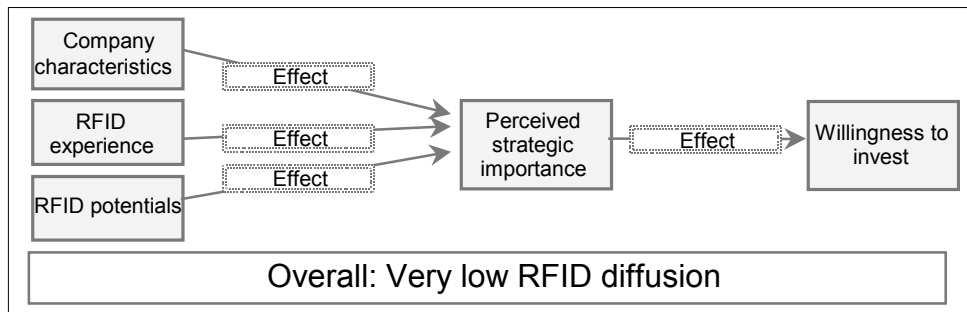 Company
characteristics
Effect
RFID
experience
Effect
RFID potentials
Effect
Perceived
strategic
importance
Effect
Willingness to
invest
Overall: Very low RFID diffusion